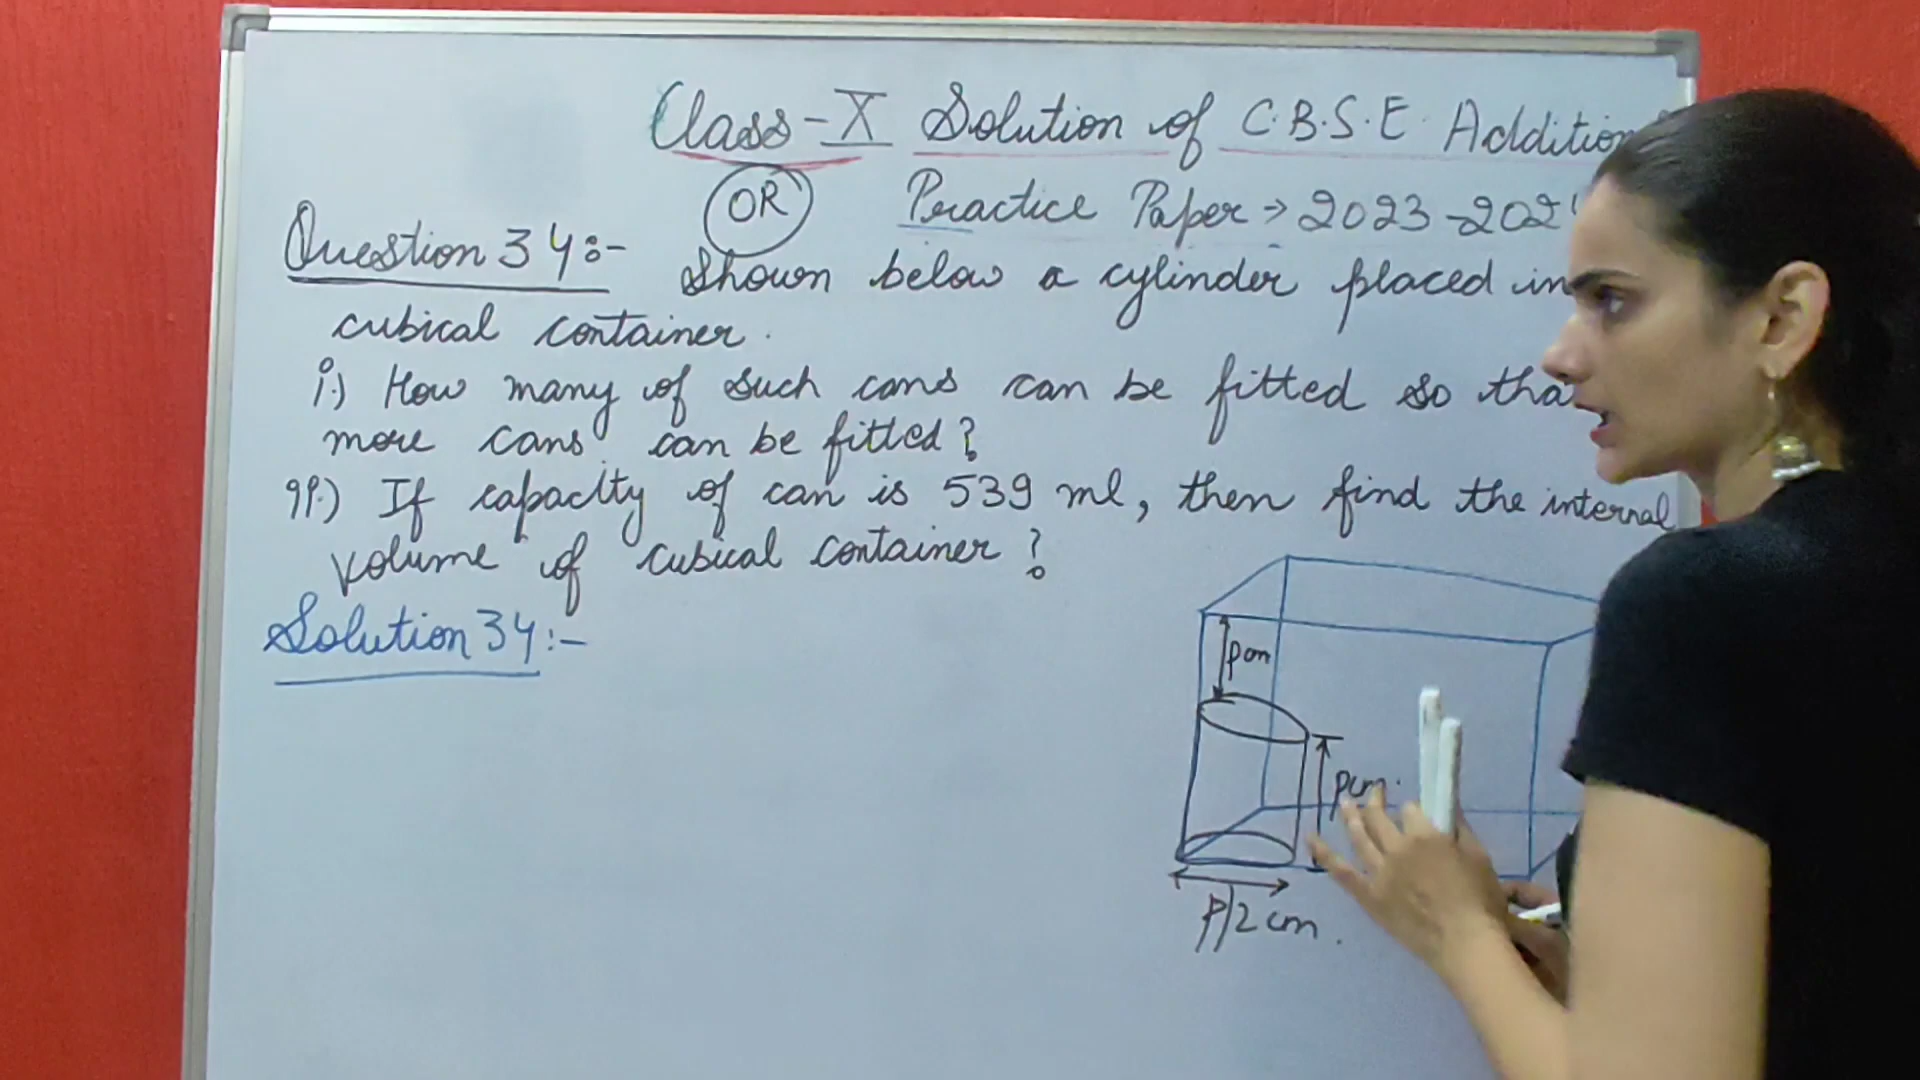 Class-X Solution of C.B.S.E. Addition
OR Practice Paper → 2023-202
Question 34:- Shown below a cylinder placed in
cubical container.
i.) How many of such cans can be fitted so tha
more cans can be fitted?
ii.) If capacity of can is 539 ml, then find the internal
volume of cubical container?
Solution 34:-
p cm
p cm.
p/2 cm.